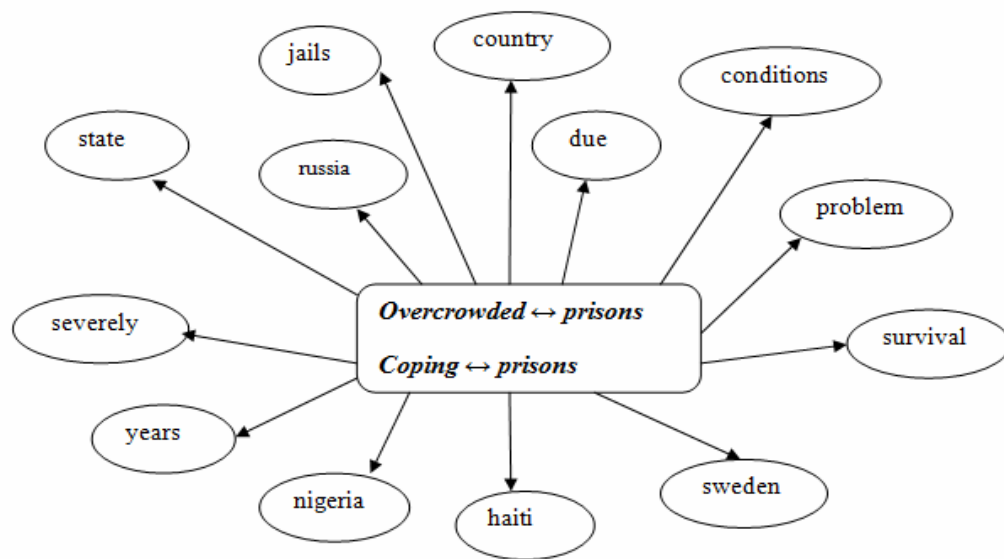 country
jails
conditions
state
due
russia
problem
Overcrowded ↔ prisons
Coping ↔ prisons
severely
survival
years
nigeria
haiti
sweden